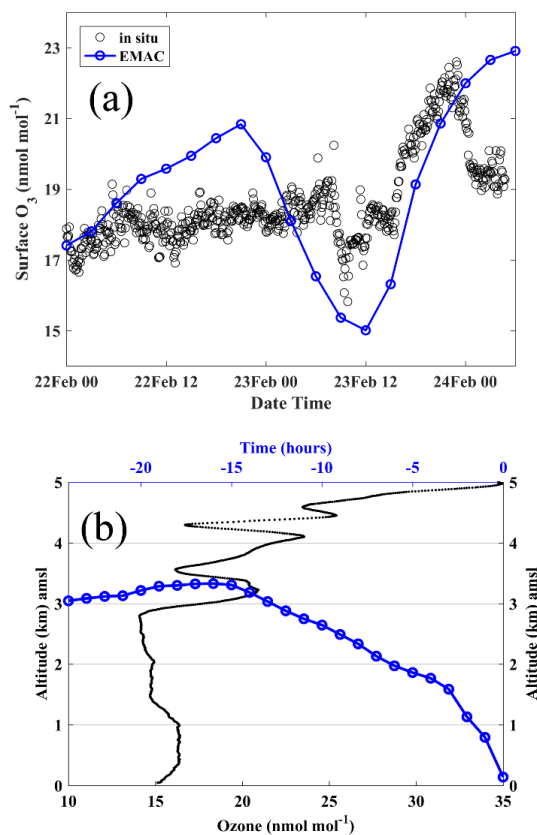 in situ
EMAC
(a)
Surface O3 (nmol mol-1)
23
21
19
17
15
22Feb 00 22Feb 12 23Feb 00 23Feb 12 24Feb 00
Date Time
Time (hours)
-20 -15 -10 -5 0
(b)
Altitude (km) amsl
5
4
3
2
1
0
5
4
3
2
1
0
Altitude (km) amsl
10 15 20 25 30 35
Ozone (nmol mol-1)